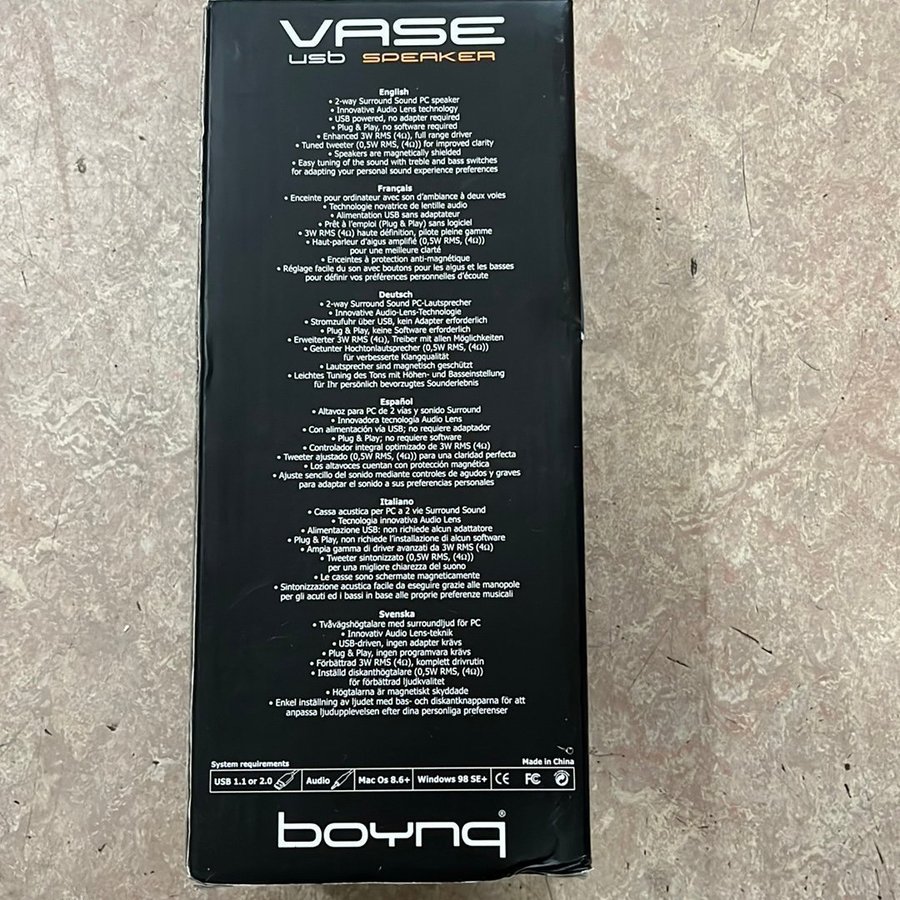 VASE
usb SPEAKER
English
• 2-way Surround Sound PC speaker
• Innovative Audio Lens technology
• USB powered, no adapter required
• Plug & Play, no software required
• Enhanced 3W RMS (4Ω), full range driver
• Tuned tweeter (0,5W RMS, (4Ω)) for improved clarity
• Speakers are magnetically shielded
• Easy tuning of the sound with treble and bass switches
for adapting your personal sound experience preferences
Français
• Enceinte pour ordinateur avec son d'ambiance à deux voies
• Technologie novatrice de lentille audio
• Alimentation USB sans adaptateur
• Prêt à l'emploi (Plug & Play) sans logiciel
• 3W RMS (4Ω) haute définition, pilote pleine gamme
• Haut-parleur d'aigus amplifié (0,5W RMS, (4Ω))
pour une meilleure clarté
• Enceintes à protection anti-magnétique
• Réglage facile du son avec boutons pour les aigus et les basses
pour définir vos préférences personnelles d'écoute
Deutsch
• 2-way Surround Sound PC-Lautsprecher
• Innovative Audio-Lens-Technologie
• Stromzufuhr über USB, kein Adapter erforderlich
• Plug & Play, keine Software erforderlich
• Erweiterter 3W RMS (4Ω), Treiber mit allen Möglichkeiten
• Getunter Hochtonlautsprecher (0,5W RMS, (4Ω))
für verbesserte Klangqualität
• Lautsprecher sind magnetisch geschützt
• Leichtes Tuning des Tons mit Höhen- und Basseinstellung
für Ihr persönlich bevorzugtes Sounderlebnis
Español
• Altavoz para PC de 2 vías y sonido Surround
• Innovadora tecnología Audio Lens
• Con alimentación vía USB; no requiere adaptador
• Plug & Play; no requiere software
• Controlador integral optimizado de 3W RMS (4Ω)
• Tweeter ajustado (0,5W RMS, (4Ω)) para una claridad perfecta
• Los altavoces cuentan con protección magnética
• Ajuste sencillo del sonido mediante controles de agudos y graves
para adaptar el sonido a sus preferencias personales
Italiano
• Cassa acustica per PC a 2 vie Surround Sound
• Tecnologia innovativa Audio Lens
• Alimentazione USB: non richiede alcun adattatore
• Plug & Play, non richiede l'installazione di alcun software
• Ampia gamma di driver avanzati da 3W RMS (4Ω)
• Tweeter sintonizzato (0,5W RMS, (4Ω))
per una migliore chiarezza del suono
• Le casse sono schermate magneticamente
• Sintonizzazione acustica facile da eseguire grazie alle manopole
per gli acuti ed i bassi in base alle proprie preferenze musicali
Svenska
• Tvåvägshögtalare med surroundljud för PC
• Innovativ Audio Lens-teknik
• USB-driven, ingen adapter krävs
• Plug & Play, ingen programvara krävs
• Förbättrad 3W RMS (4Ω), komplett drivrutin
• Inställd diskanthögtalare (0,5W RMS, (4Ω))
för förbättrad ljudkvalitet
• Högtalarna är magnetiskt skyddade
• Enkel inställning av ljudet med bas- och diskantknapparna för att
anpassa ljudupplevelsen efter dina personliga preferenser
System requirements
Made in China
USB 1.1 or 2.0 Audio Mac Os 8.6+ Windows 98 SE+ CE FC
boynq®